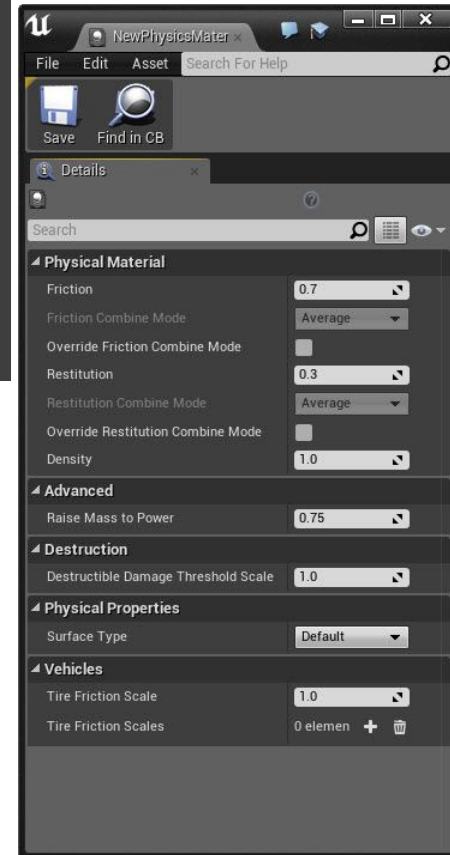 NewPhysicsMater
File Edit Asset Search For Help
Save Find in CB
Details
Search
Physical Material
Friction 0.7
Friction Combine Mode Average
Override Friction Combine Mode
Restitution 0.3
Restitution Combine Mode Average
Override Restitution Combine Mode
Density 1.0
Advanced
Raise Mass to Power 0.75
Destruction
Destructible Damage Threshold Scale 1.0
Physical Properties
Surface Type Default
Vehicles
Tire Friction Scale 1.0
Tire Friction Scales 0 elemen